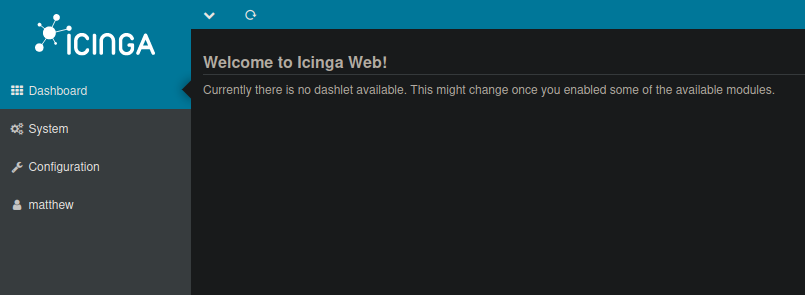 ICINGA
Dashboard
System
Configuration
matthew
Welcome to Icinga Web!
Currently there is no dashlet available. This might change once you enabled some of the available modules.